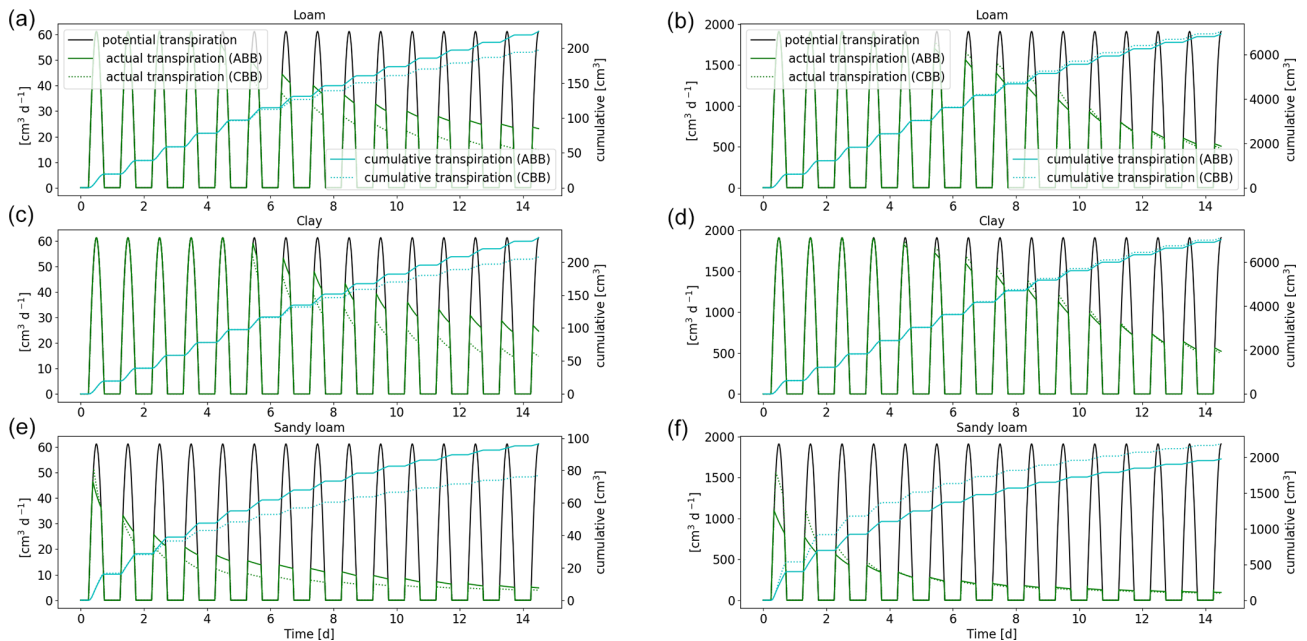 (a)
Loam
60
50
40
30
20
10
0
[cm³ d⁻¹]
potential transpiration
actual transpiration (ABB)
actual transpiration (CBB)
cumulative transpiration (ABB)
cumulative transpiration (CBB)
200
150
100
50
0
cumulative [cm³]
0 2 4 6 8 10 12 14
(b)
Loam
2000
1500
1000
500
0
[cm³ d⁻¹]
potential transpiration
actual transpiration (ABB)
actual transpiration (CBB)
cumulative transpiration (ABB)
cumulative transpiration (CBB)
6000
4000
2000
0
cumulative [cm³]
0 2 4 6 8 10 12 14
(c)
Clay
60
50
40
30
20
10
0
[cm³ d⁻¹]
200
150
100
50
0
cumulative [cm³]
0 2 4 6 8 10 12 14
(d)
Clay
2000
1500
1000
500
0
[cm³ d⁻¹]
6000
4000
2000
0
cumulative [cm³]
0 2 4 6 8 10 12 14
(e)
Sandy loam
60
50
40
30
20
10
0
[cm³ d⁻¹]
100
80
60
40
20
0
cumulative [cm³]
0 2 4 6 8 10 12 14
Time [d]
(f)
Sandy loam
2000
1500
1000
500
0
[cm³ d⁻¹]
2000
1500
1000
500
0
cumulative [cm³]
0 2 4 6 8 10 12 14
Time [d]